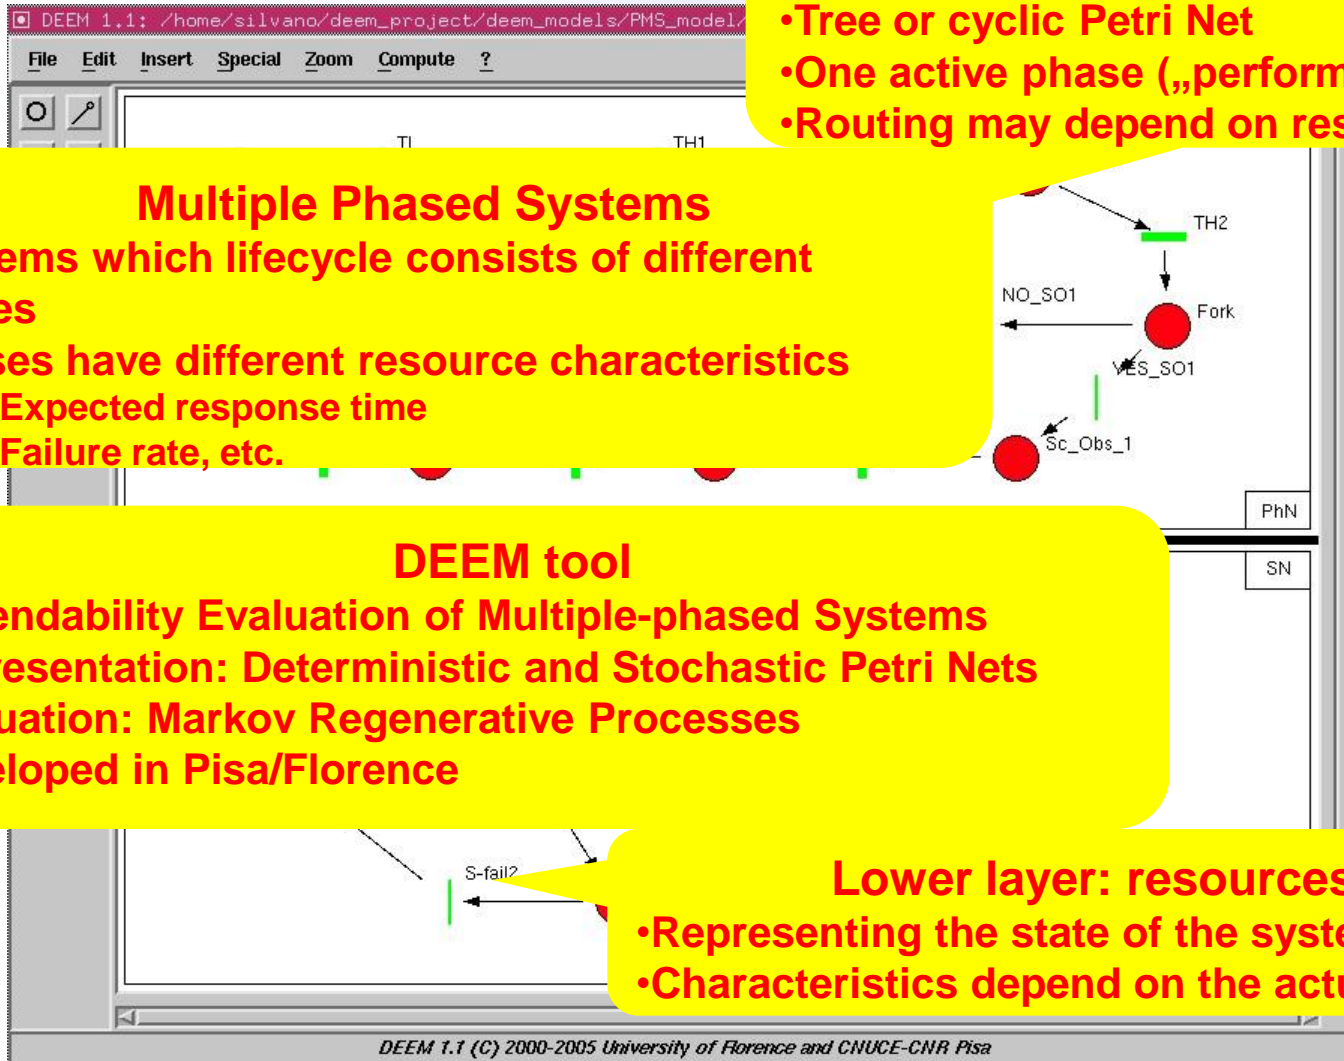 DEEM 1.1: /home/silvano/deem_project/deem_models/PMS_model/
•Tree or cyclic Petri Net
File Edit Insert Special Zoom Compute ?
•One active phase („perform
•Routing may depend on res
TH1
Multiple Phased Systems
ems which lifecycle consists of different
es
ses have different resource characteristics
Expected response time
Failure rate, etc.
TH2
NO_SO1
Fork
YES_SO1
Sc_Obs_1
PhN
SN
DEEM tool
endability Evaluation of Multiple-phased Systems
resentation: Deterministic and Stochastic Petri Nets
uation: Markov Regenerative Processes
eloped in Pisa/Florence
S-fail2
Lower layer: resources
•Representing the state of the syste
•Characteristics depend on the actu
DEEM 1.1 (C) 2000-2005 University of Florence and CNUCE-CNR Pisa